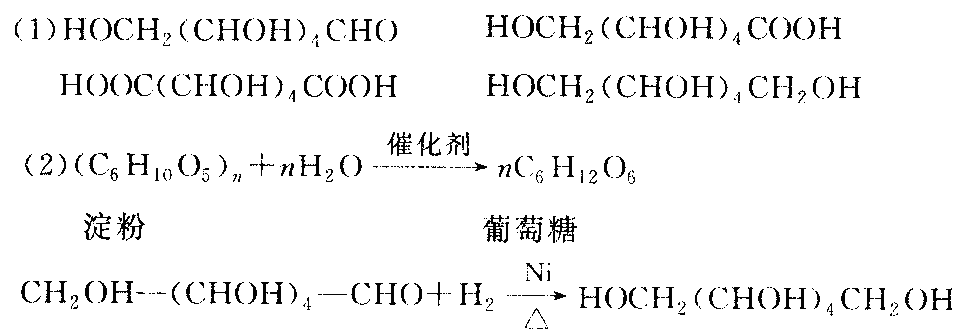 (1)HOCH₂(CHOH)₄CHO HOCH₂(CHOH)₄COOH
HOOC(CHOH)₄COOH HOCH₂(CHOH)₄CH₂OH
(2)(C₆H₁₀O₅)ₙ+nH₂O —催化剂→ nC₆H₁₂O₆
淀粉 葡萄糖
CH₂OH—(CHOH)₄—CHO+H₂ —Ni/△→ HOCH₂(CHOH)₄CH₂OH